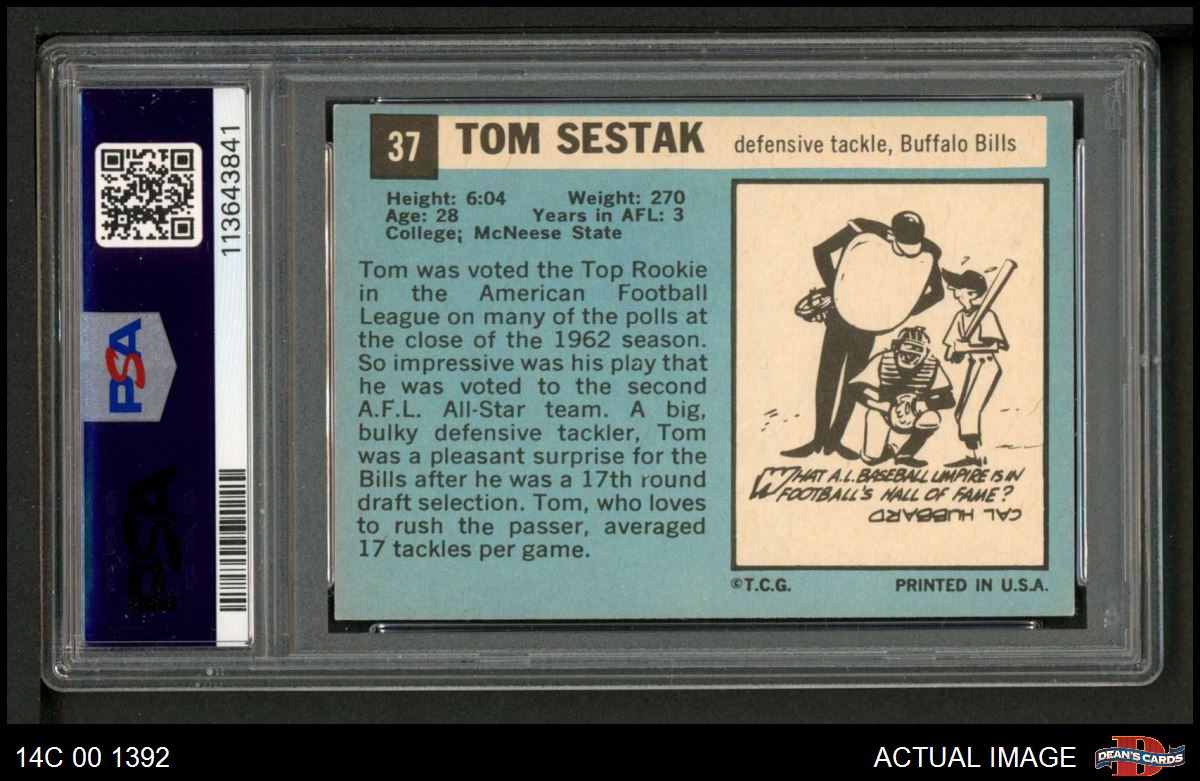 PSA
113643841
PSA
37
TOM SESTAK
defensive tackle, Buffalo Bills
Height: 6:04 Weight: 270
Age: 28 Years in AFL: 3
College; McNeese State
Tom was voted the Top Rookie
in the American Football
League on many of the polls at
the close of the 1962 season.
So impressive was his play that
he was voted to the second
A.F.L. All-Star team. A big,
bulky defensive tackler, Tom
was a pleasant surprise for the
Bills after he was a 17th round
draft selection. Tom, who loves
to rush the passer, averaged
17 tackles per game.
WHAT A.L. BASEBALL UMPIRE IS IN
FOOTBALL'S HALL OF FAME?
CAL HUBBARD
©T.C.G. PRINTED IN U.S.A.
14C 00 1392
ACTUAL IMAGE
D
DEAN'S CARDS